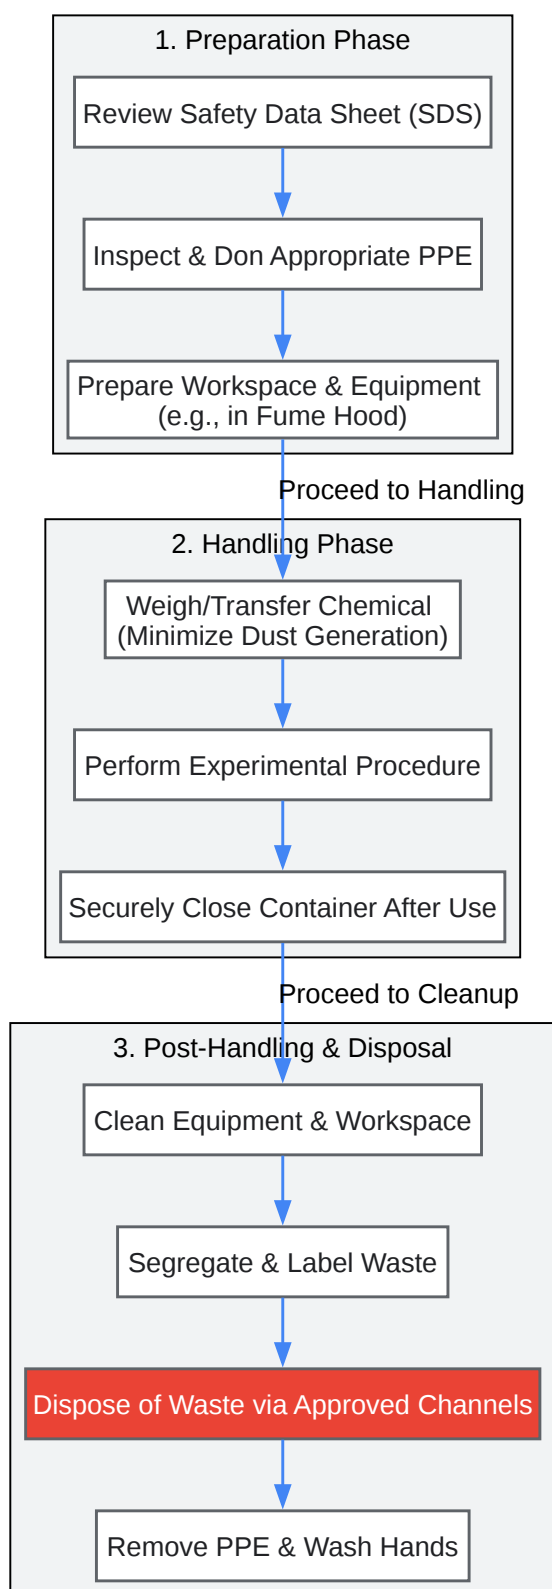 1. Preparation Phase
Review Safety Data Sheet (SDS)
Inspect & Don Appropriate PPE
Prepare Workspace & Equipment
(e.g., in Fume Hood)
Proceed to Handling
2. Handling Phase
Weigh/Transfer Chemical
(Minimize Dust Generation)
Perform Experimental Procedure
Securely Close Container After Use
Proceed to Cleanup
3. Post-Handling & Disposal
Clean Equipment & Workspace
Segregate & Label Waste
Dispose of Waste via Approved Channels
Remove PPE & Wash Hands